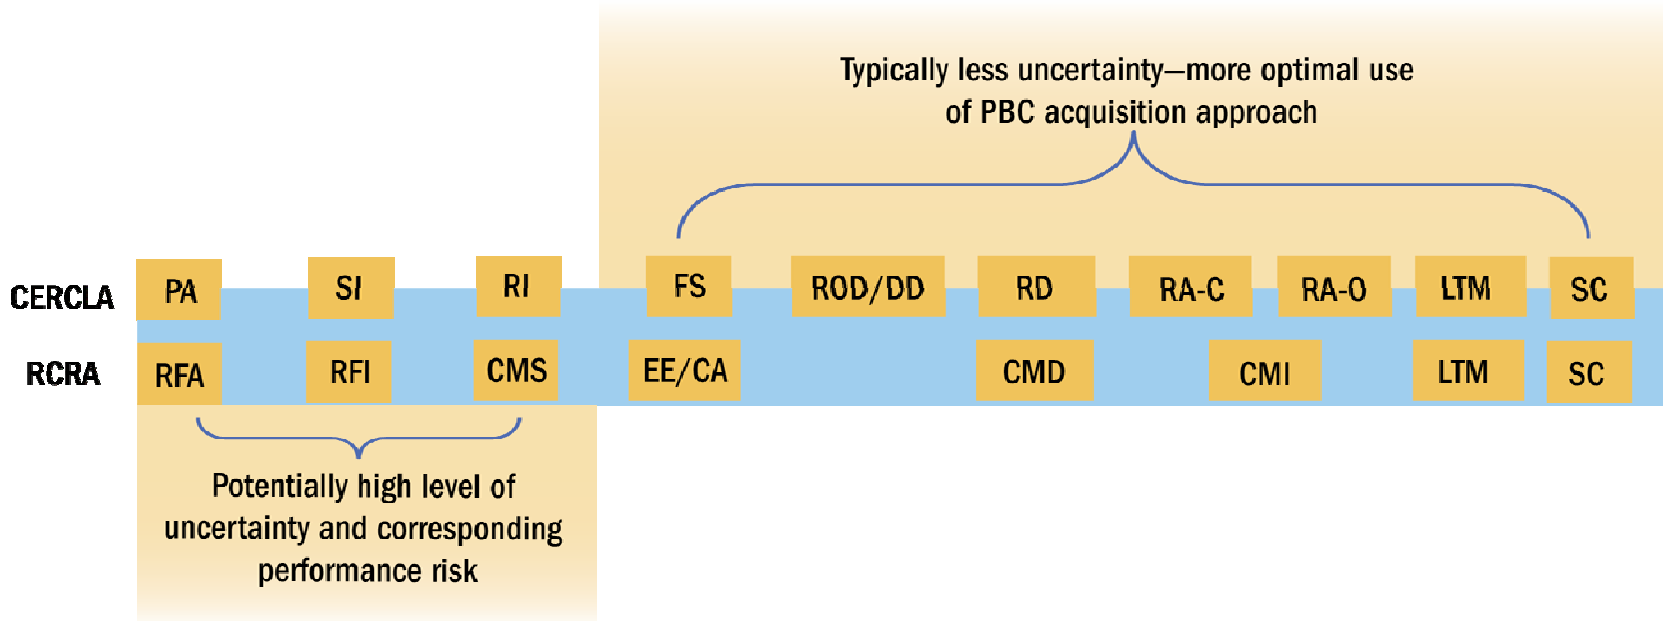 Typically less uncertainty—more optimal use
of PBC acquisition approach
CERCLA PA SI RI FS ROD/DD RD RA-C RA-O LTM SC
RCRA RFA RFI CMS EE/CA CMD CMI LTM SC
Potentially high level of
uncertainty and corresponding
performance risk